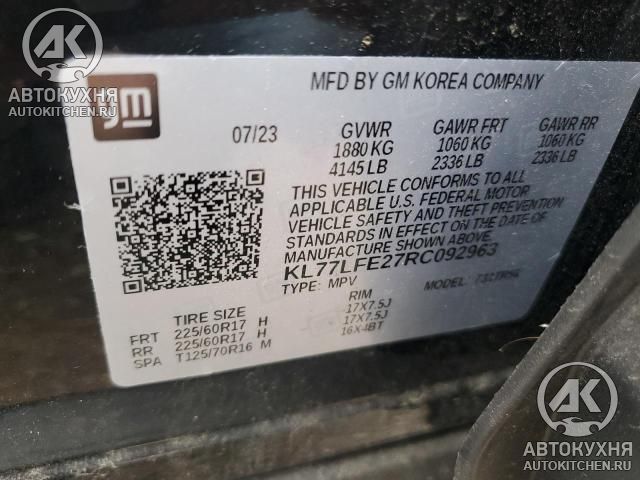 АК
АВТОКУХНЯ
AUTOKITCHEN.RU
gm
MFD BY GM KOREA COMPANY
07/23 GVWR GAWR FRT GAWR RR
1880 KG 1060 KG 1060 KG
4145 LB 2336 LB 2336 LB
THIS VEHICLE CONFORMS TO ALL
APPLICABLE U.S. FEDERAL MOTOR
VEHICLE SAFETY AND THEFT PREVENTION
STANDARDS IN EFFECT ON THE DATE OF
MANUFACTURE SHOWN ABOVE.
KL77LFE27RC092963
TYPE: MPV MODEL:
TIRE SIZE RIM
FRT 225/60R17 H 17X7.5J
RR 225/60R17 H 17X7.5J
SPA T125/70R16 M 16X4BT
АК
АВТОКУХНЯ
AUTOKITCHEN.RU